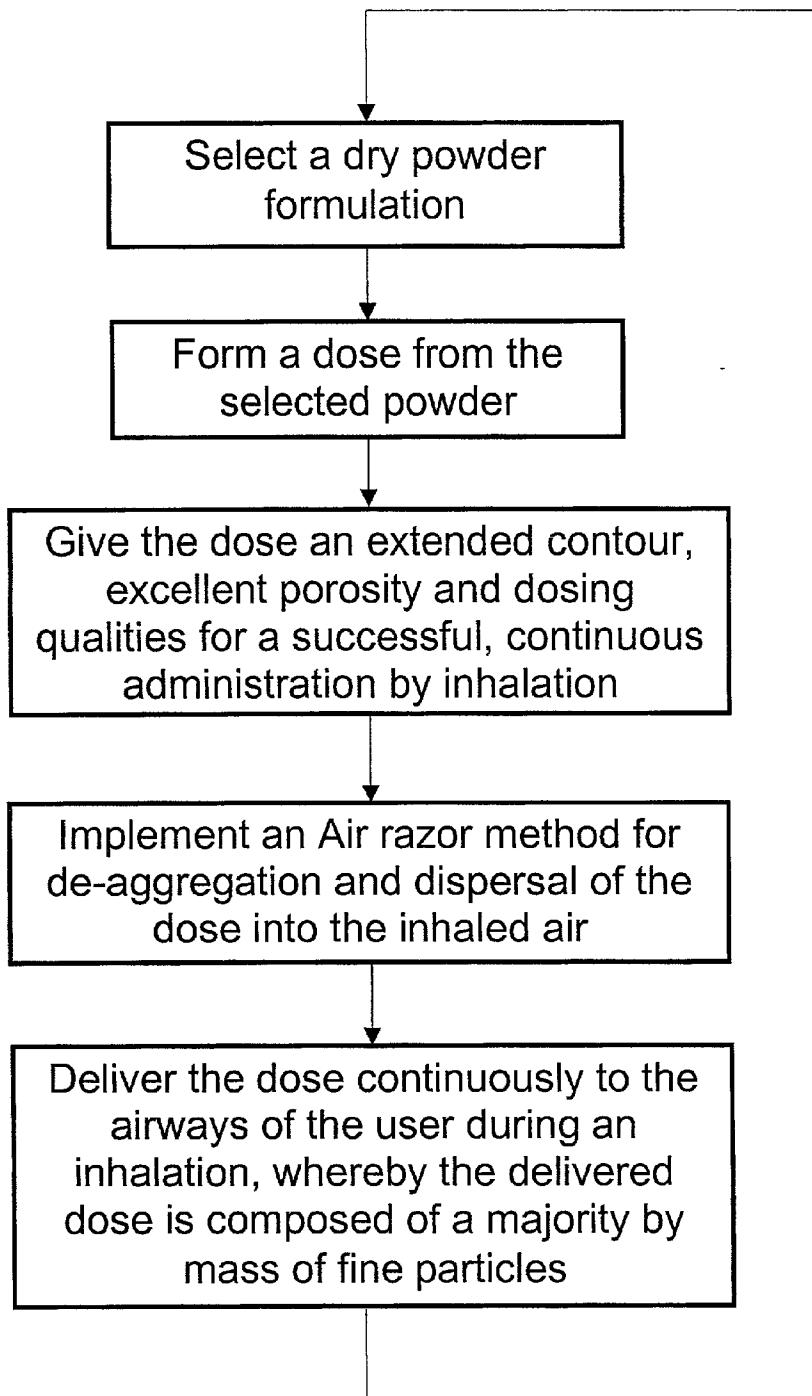 Select a dry powder
formulation
Form a dose from the
selected powder
Give the dose an extended contour,
excellent porosity and dosing
qualities for a successful, continuous
administration by inhalation
Implement an Air razor method for
de-aggregation and dispersal of the
dose into the inhaled air
Deliver the dose continuously to the
airways of the user during an
inhalation, whereby the delivered
dose is composed of a majority by
mass of fine particles